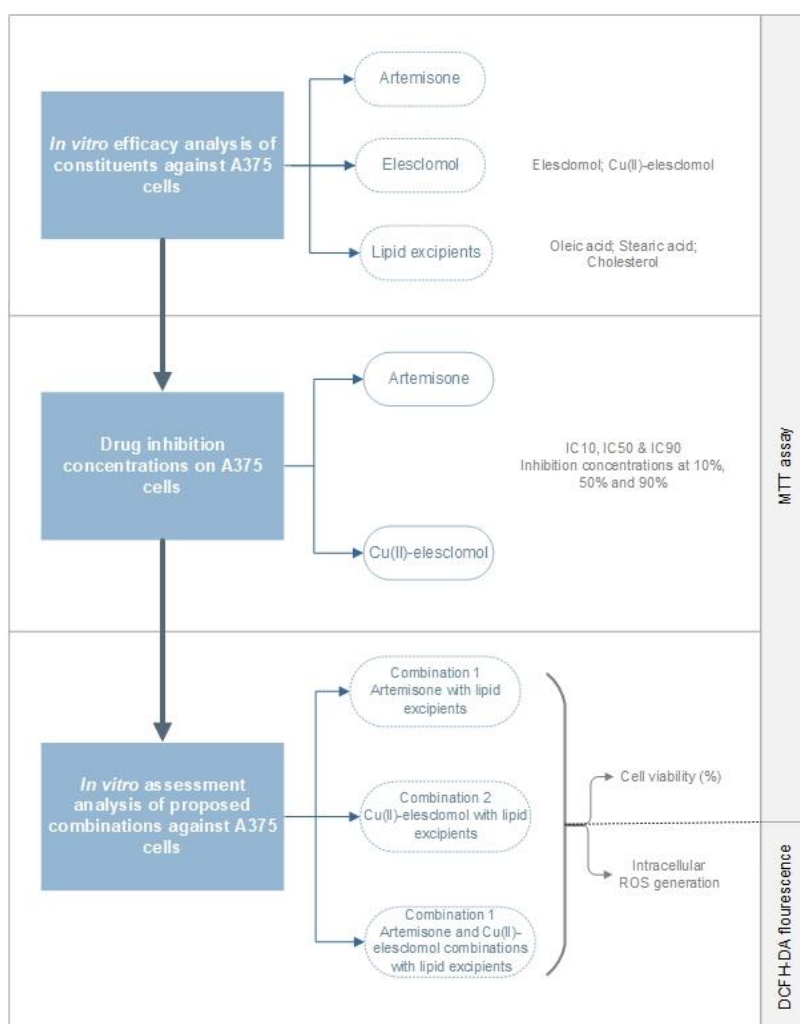 Artemisone
In vitro efficacy analysis of
constituents against A375
cells
Elesclomol
Elesclomol; Cu(II)-elesclomol
Lipid excipients
Oleic acid; Stearic acid;
Cholesterol
Artemisone
Drug inhibition
concentrations on A375
cells
IC10, IC50 & IC90
Inhibition concentrations at 10%,
50% and 90%
Cu(II)-elesclomol
MTT assay
Combination 1
Artemisone with lipid
excipients
In vitro assessment
analysis of proposed
combinations against A375
cells
Combination 2
Cu(II)-elesclomol with lipid
excipients
Combination 1
Artemisone and Cu(II)-
elesclomol combinations
with lipid excipients
Cell viability (%)
Intracellular
ROS generation
DCFH-DA flourescence